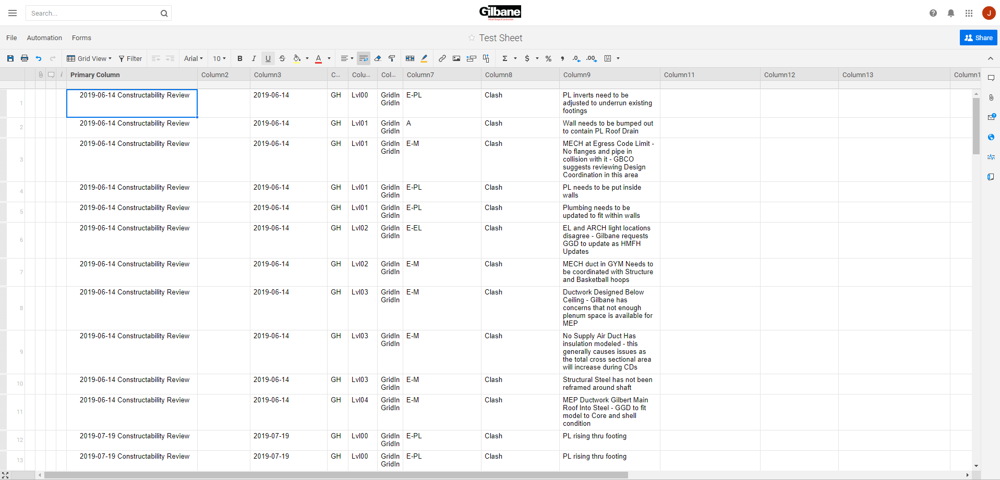 Search...
Gilbane
Virtual Design & Construction
J
File Automation Forms
Test Sheet
Share
Grid View Filter Arial 10 B I U S A Σ $ % , .0 .00
i Primary Column Column2 Column3 C... Colu... Col... Column7 Column8 Column9 Column11 Column12 Column13 Column1
1 2019-06-14 Constructability Review 2019-06-14 GH Lvl00 GridIn E-PL Clash PL inverts need to be
GridIn adjusted to underrun existing
footings
2 2019-06-14 Constructability Review 2019-06-14 GH Lvl01 GridIn A Clash Wall needs to be bumped out
GridIn to contain PL Roof Drain
3 2019-06-14 Constructability Review 2019-06-14 GH Lvl01 GridIn E-M Clash MECH at Egress Code Limit -
GridIn No flanges and pipe in
collision with it - GBCO
suggests reviewing Design
Coordination in this area
4 2019-06-14 Constructability Review 2019-06-14 GH Lvl01 GridIn E-PL Clash PL needs to be put inside
GridIn walls
5 2019-06-14 Constructability Review 2019-06-14 GH Lvl01 GridIn E-PL Clash Plumbing needs to be
GridIn updated to fit within walls
6 2019-06-14 Constructability Review 2019-06-14 GH Lvl02 GridIn E-EL Clash EL and ARCH light locations
GridIn disagree - Gilbane requests
GGD to update as HMFH
Updates
7 2019-06-14 Constructability Review 2019-06-14 GH Lvl02 GridIn E-M Clash MECH duct in GYM Needs to
GridIn be coordinated with Structure
and Basketball hoops
8 2019-06-14 Constructability Review 2019-06-14 GH Lvl03 GridIn E-M Clash Ductwork Designed Below
GridIn Ceiling - Gilbane has
concerns that not enough
plenum space is available for
MEP
9 2019-06-14 Constructability Review 2019-06-14 GH Lvl03 GridIn E-M Clash No Supply Air Duct Has
GridIn insulation modeled - this
generally causes issues as
the total cross sectional area
will increase during CDs
10 2019-06-14 Constructability Review 2019-06-14 GH Lvl03 GridIn E-M Clash Structural Steel has not been
GridIn reframed around shaft
11 2019-06-14 Constructability Review 2019-06-14 GH Lvl04 GridIn E-M Clash MEP Ductwork Gilbert Main
GridIn Roof Into Steel - GGD to fit
model to Core and shell
condition
12 2019-07-19 Constructability Review 2019-07-19 GH Lvl00 GridIn E-PL Clash PL rising thru footing
GridIn
13 2019-07-19 Constructability Review 2019-07-19 GH Lvl00 GridIn E-PL Clash PL rising thru footing
GridIn